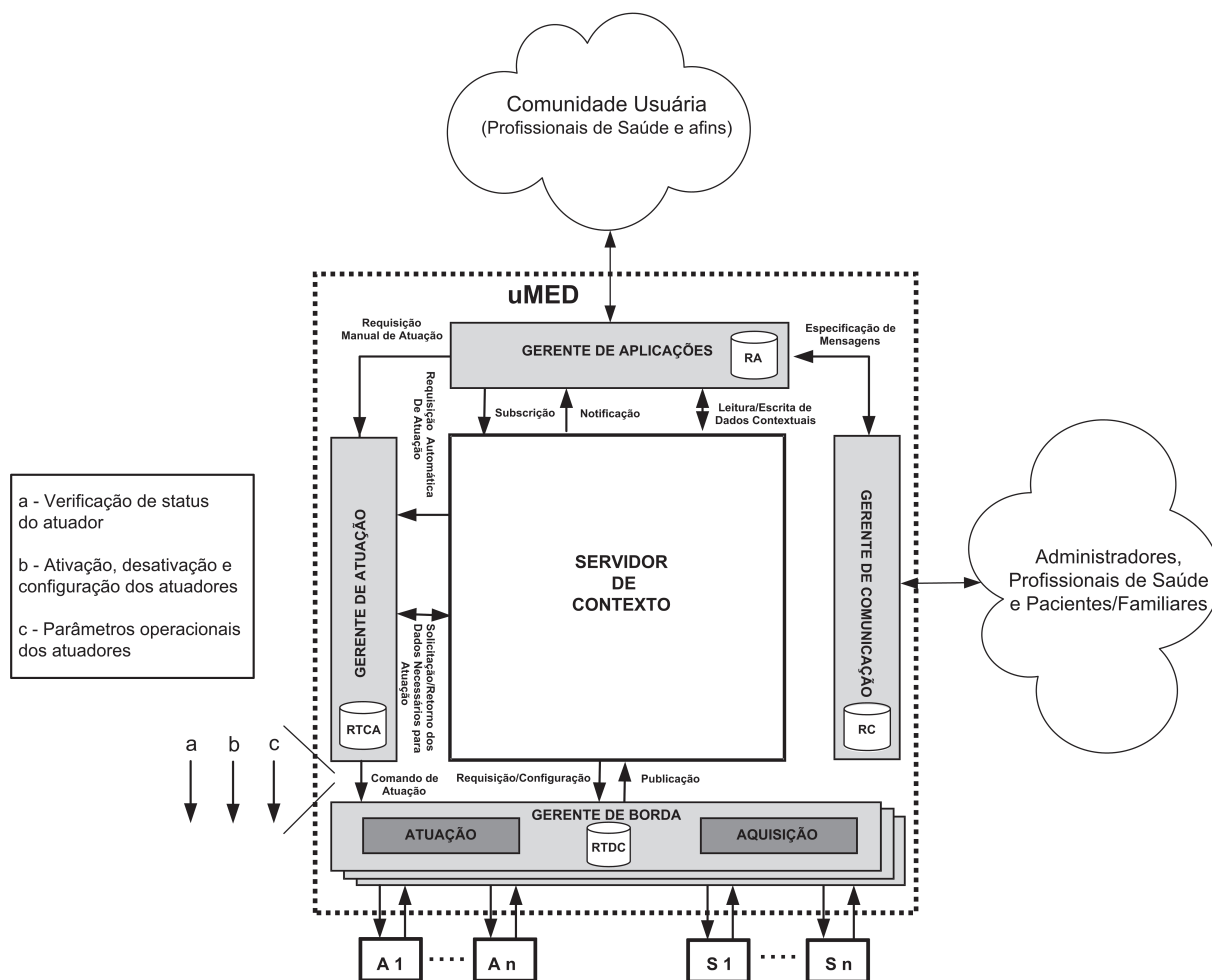 Comunidade Usuária
(Profissionais de Saúde e afins)
uMED
Requisição
Manual de Atuação
GERENTE DE APLICAÇÕES
RA
Especificação de
Mensagens
Requisição Automática
De Atuação
Subscrição
Notificação
Leitura/Escrita de
Dados Contextuais
a - Verificação de status
do atuador
b - Ativação, desativação e
configuração dos atuadores
c - Parâmetros operacionais
dos atuadores
GERENTE DE ATUAÇÃO
RTCA
SERVIDOR
DE
CONTEXTO
Solicitação/Retorno dos
Dados Necessários para
Atuação
GERENTE DE COMUNICAÇÃO
RC
Administradores,
Profissionais de Saúde
e Pacientes/Familiares
a
b
c
Comando de
Atuação
Requisição/Configuração
Publicação
GERENTE DE BORDA
ATUAÇÃO
RTDC
AQUISIÇÃO
A 1
....
A n
S 1
....
S n